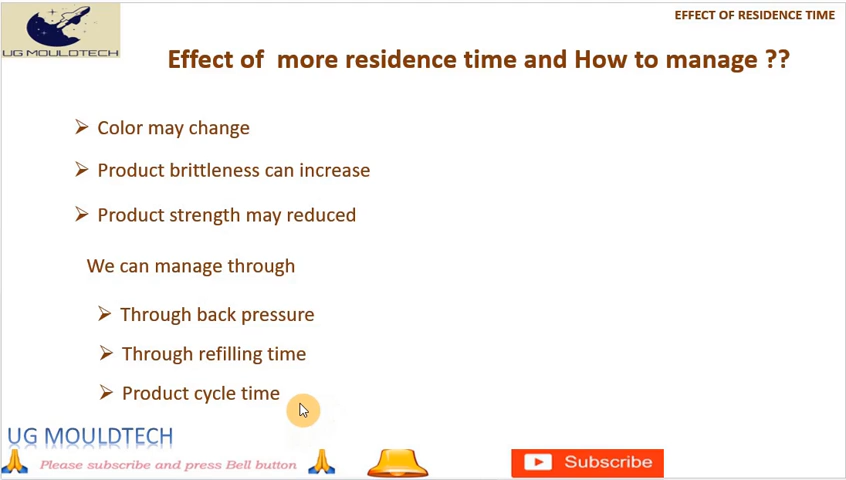 EFFECT OF RESIDENCE TIME
UG MOULDTECH
Effect of more residence time and How to manage ??
Color may change
Product brittleness can increase
Product strength may reduced
We can manage through
Through back pressure
Through refilling time
Product cycle time
UG MOULDTECH
Please subscribe and press Bell button
Subscribe